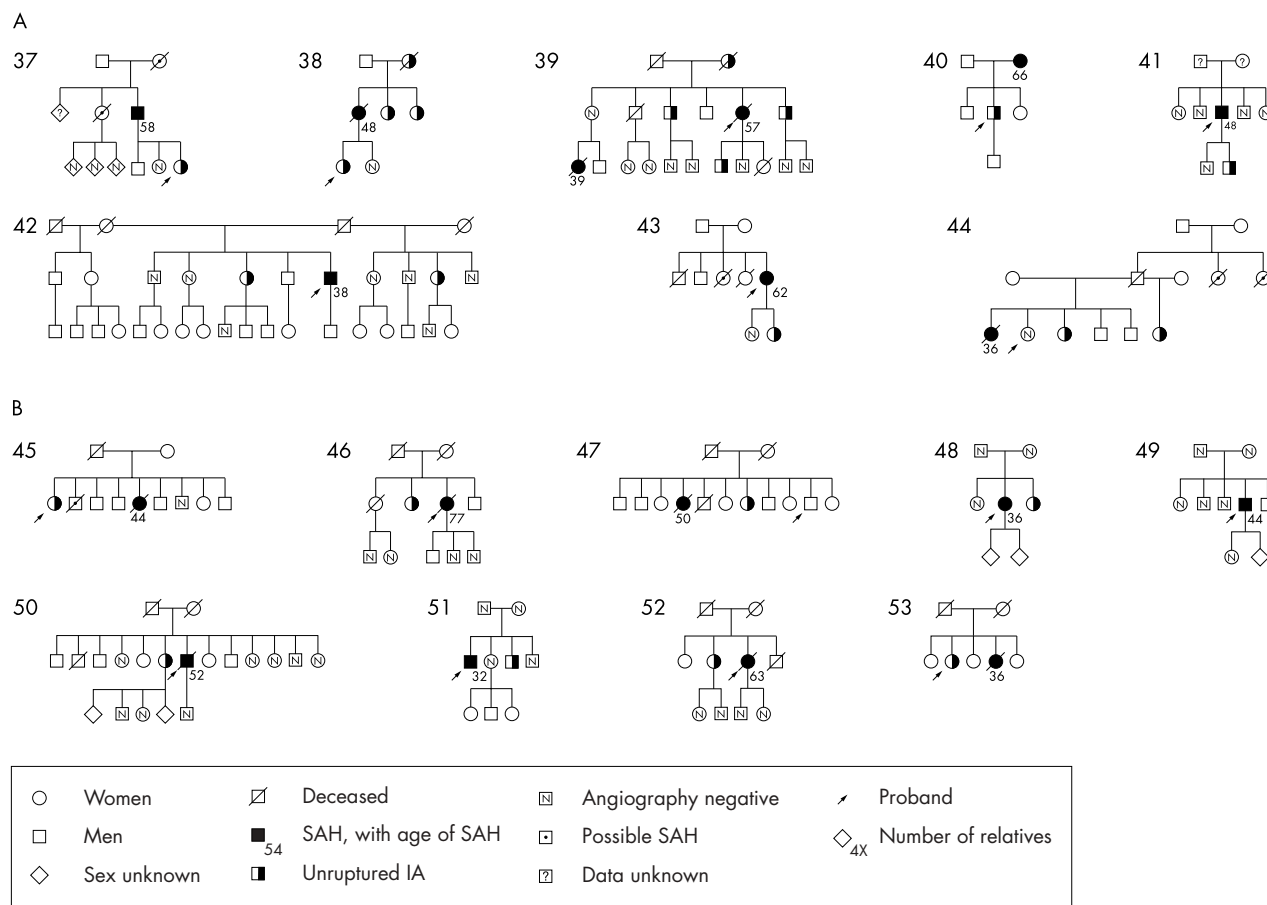 A
37 38 39 40 41 ? ?
66
? N N N N N
58 48 57 48
N N N N N N N N N N N N N
39
42 43 44
N N N N N
38 62
N N N N
36
B
45 46 47 48 N N 49 N N
N N N N N
44 77 50 36 44
N N N N N
50 51 N N 52 53
N N N N N N N
52 32 63 36
N N N N N N N
Women Deceased N Angiography negative Proband
Men SAH, with age of SAH Possible SAH Number of relatives
54 4X
Sex unknown Unruptured IA ? Data unknown